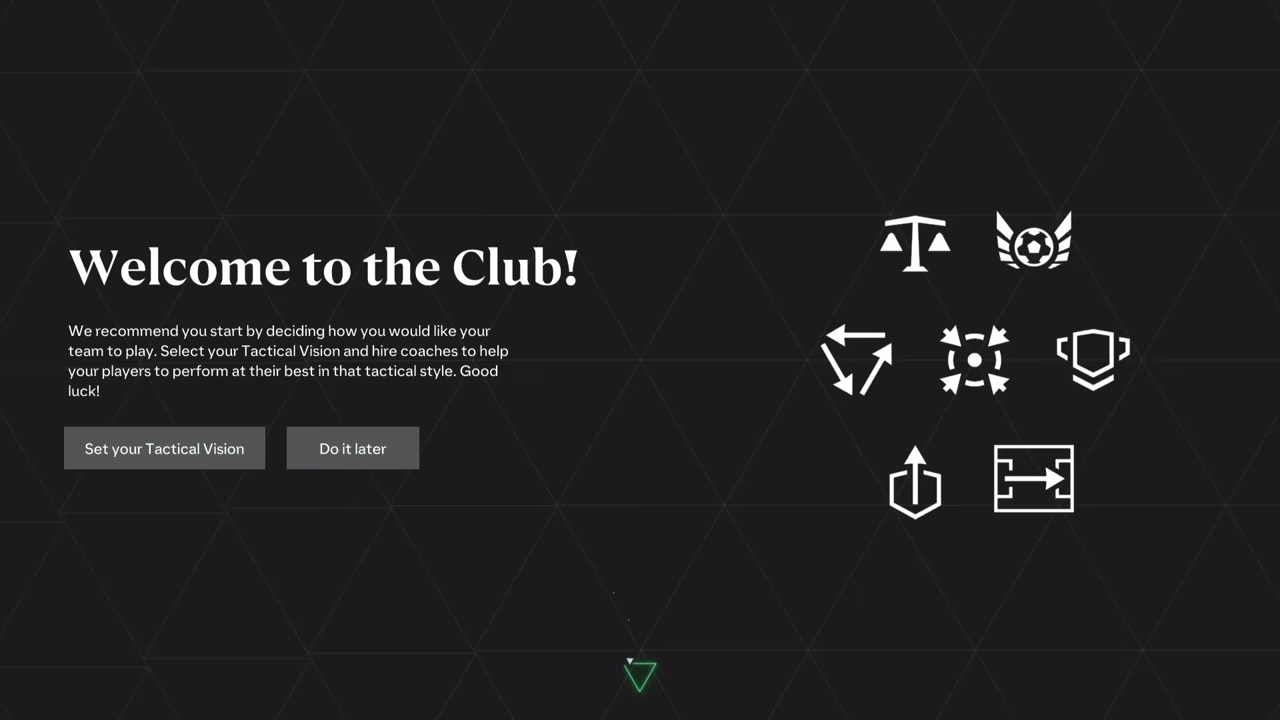 Welcome to the Club!
We recommend you start by deciding how you would like your
team to play. Select your Tactical Vision and hire coaches to help
your players to perform at their best in that tactical style. Good
luck!
Set your Tactical Vision
Do it later